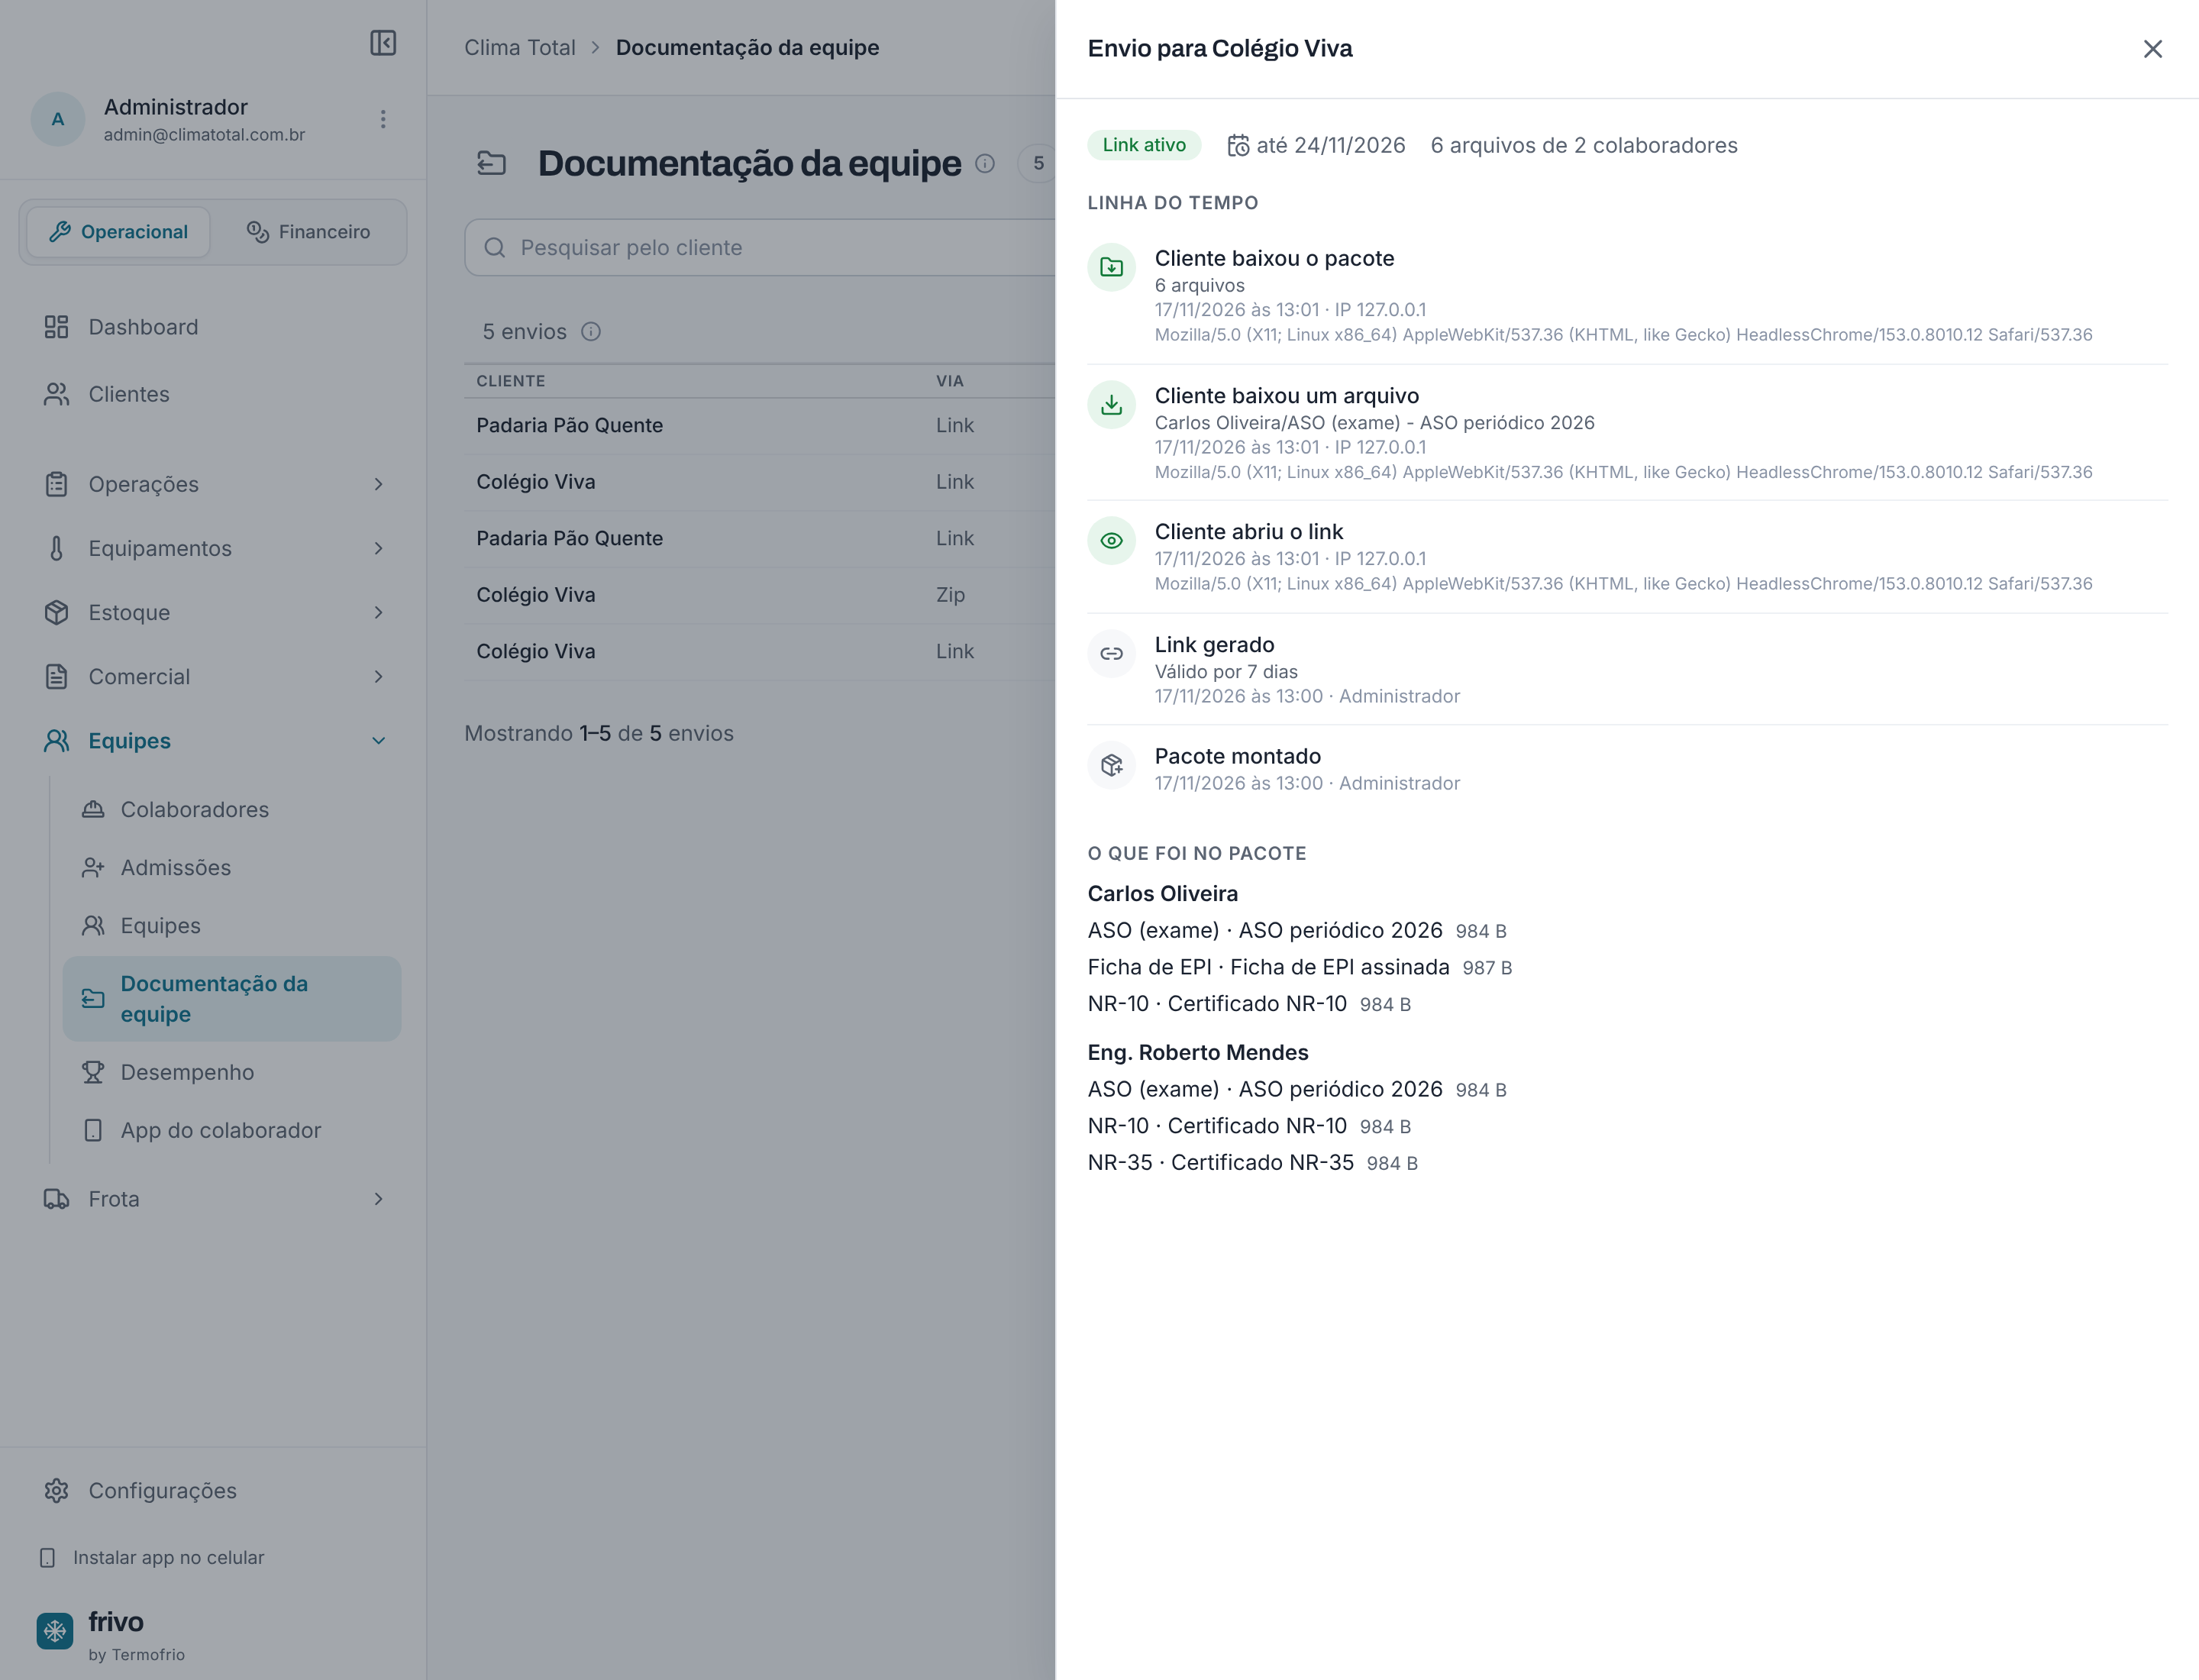 Administrador
A
admin@climatotal.com.br
Operacional
Financeiro
Dashboard
Clientes
Operações
Equipamentos
Estoque
Comercial
Equipes
Colaboradores
Admissões
Equipes
Documentação da
equipe
Desempenho
App do colaborador
Frota
Configurações
Instalar app no celular
frivo
by Termofrio
Clima Total > Documentação da equipe
Documentação da equipe 5
Pesquisar pelo cliente
5 envios
CLIENTE VIA
Padaria Pão Quente Link
Colégio Viva Link
Padaria Pão Quente Link
Colégio Viva Zip
Colégio Viva Link
Mostrando 1–5 de 5 envios
Envio para Colégio Viva
Link ativo até 24/11/2026 6 arquivos de 2 colaboradores
LINHA DO TEMPO
Cliente baixou o pacote
6 arquivos
17/11/2026 às 13:01 · IP 127.0.0.1
Mozilla/5.0 (X11; Linux x86_64) AppleWebKit/537.36 (KHTML, like Gecko) HeadlessChrome/153.0.8010.12 Safari/537.36
Cliente baixou um arquivo
Carlos Oliveira/ASO (exame) - ASO periódico 2026
17/11/2026 às 13:01 · IP 127.0.0.1
Mozilla/5.0 (X11; Linux x86_64) AppleWebKit/537.36 (KHTML, like Gecko) HeadlessChrome/153.0.8010.12 Safari/537.36
Cliente abriu o link
17/11/2026 às 13:01 · IP 127.0.0.1
Mozilla/5.0 (X11; Linux x86_64) AppleWebKit/537.36 (KHTML, like Gecko) HeadlessChrome/153.0.8010.12 Safari/537.36
Link gerado
Válido por 7 dias
17/11/2026 às 13:00 · Administrador
Pacote montado
17/11/2026 às 13:00 · Administrador
O QUE FOI NO PACOTE
Carlos Oliveira
ASO (exame) · ASO periódico 2026 984 B
Ficha de EPI · Ficha de EPI assinada 987 B
NR-10 · Certificado NR-10 984 B
Eng. Roberto Mendes
ASO (exame) · ASO periódico 2026 984 B
NR-10 · Certificado NR-10 984 B
NR-35 · Certificado NR-35 984 B